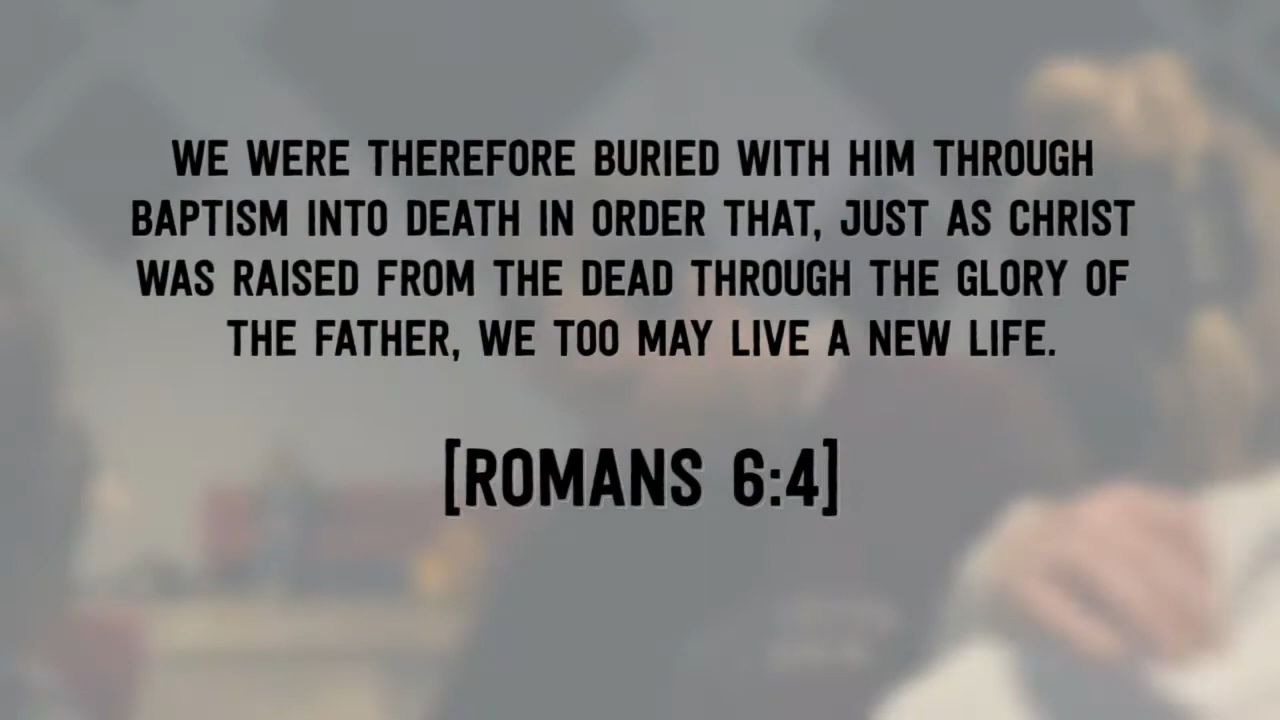 WE WERE THEREFORE BURIED WITH HIM THROUGH
BAPTISM INTO DEATH IN ORDER THAT, JUST AS CHRIST
WAS RAISED FROM THE DEAD THROUGH THE GLORY OF
THE FATHER, WE TOO MAY LIVE A NEW LIFE.
[ROMANS 6:4]